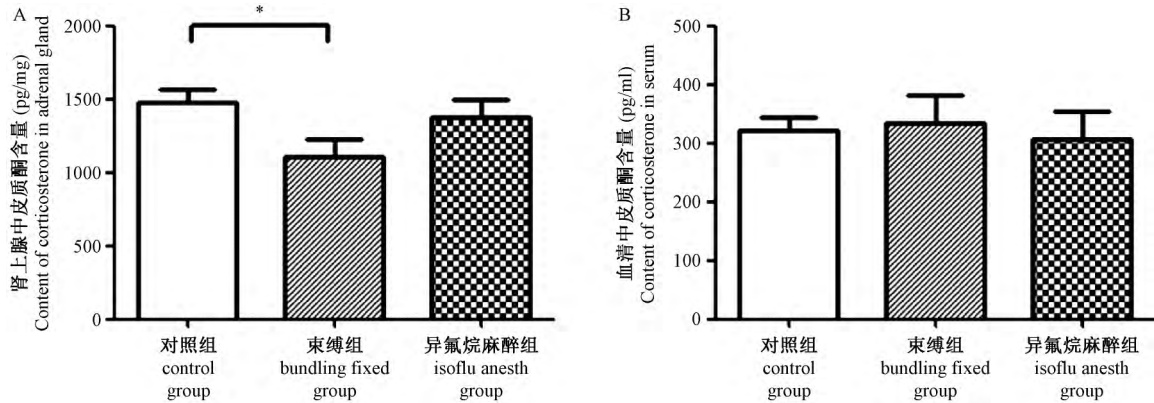 A
肾上腺中皮质酮含量 (pg/mg)
Content of corticosterone in adrenal gland
2000
1500
1000
500
0
*
对照组
control
group
束缚组
bundling fixed
group
异氟烷麻醉组
isoflu anesth
group
B
血清中皮质酮含量 (pg/ml)
Content of corticosterone in serum
500
400
300
200
100
0
对照组
control
group
束缚组
bundling fixed
group
异氟烷麻醉组
isoflu anesth
group